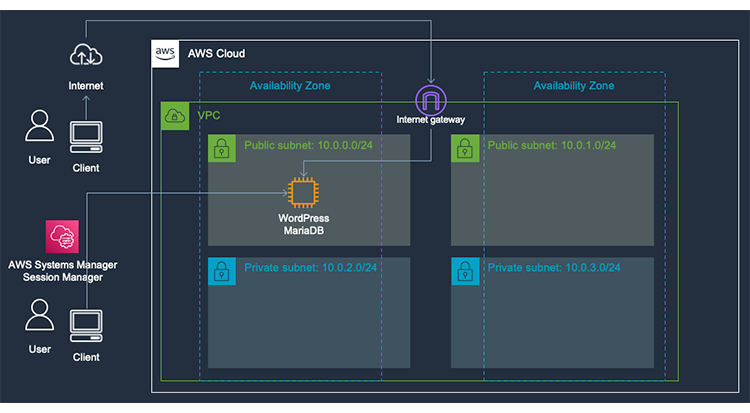 aws
AWS Cloud
Internet
Availability Zone
Availability Zone
Internet gateway
VPC
User
Client
Public subnet: 10.0.0.0/24
Public subnet: 10.0.1.0/24
WordPress
MariaDB
AWS Systems Manager
Session Manager
Private subnet: 10.0.2.0/24
Private subnet: 10.0.3.0/24
User
Client